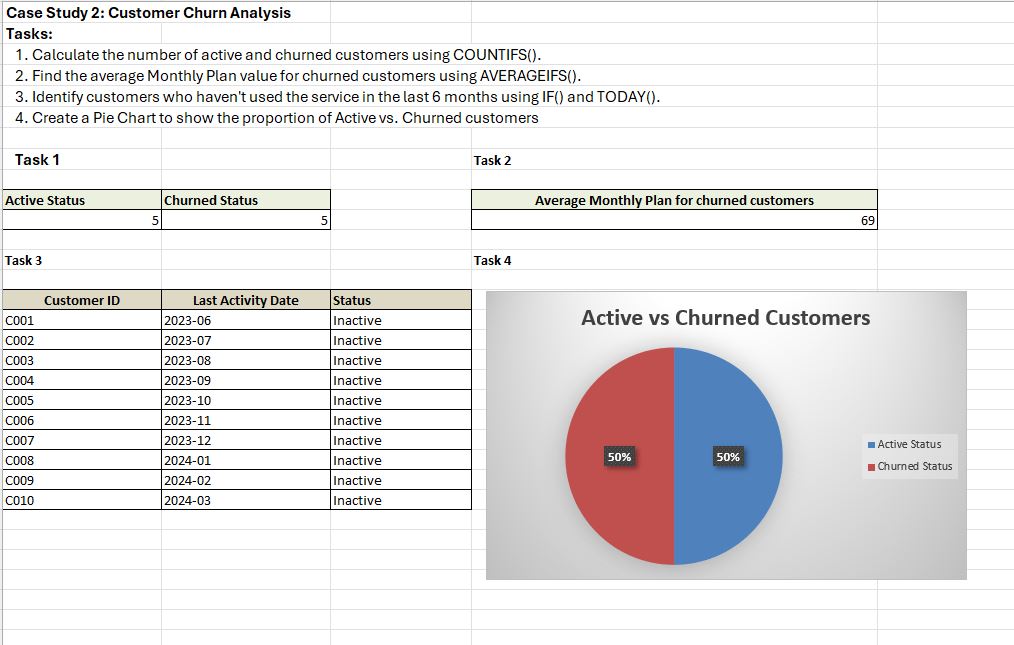 Case Study 2: Customer Churn Analysis
Tasks:
1. Calculate the number of active and churned customers using COUNTIFS().
2. Find the average Monthly Plan value for churned customers using AVERAGEIFS().
3. Identify customers who haven't used the service in the last 6 months using IF() and TODAY().
4. Create a Pie Chart to show the proportion of Active vs. Churned customers
Task 1
Active Status Churned Status
5 5
Task 2
Average Monthly Plan for churned customers
69
Task 3
Customer ID Last Activity Date Status
C001 2023-06 Inactive
C002 2023-07 Inactive
C003 2023-08 Inactive
C004 2023-09 Inactive
C005 2023-10 Inactive
C006 2023-11 Inactive
C007 2023-12 Inactive
C008 2024-01 Inactive
C009 2024-02 Inactive
C010 2024-03 Inactive
Task 4
Active vs Churned Customers
50% 50%
Active Status
Churned Status